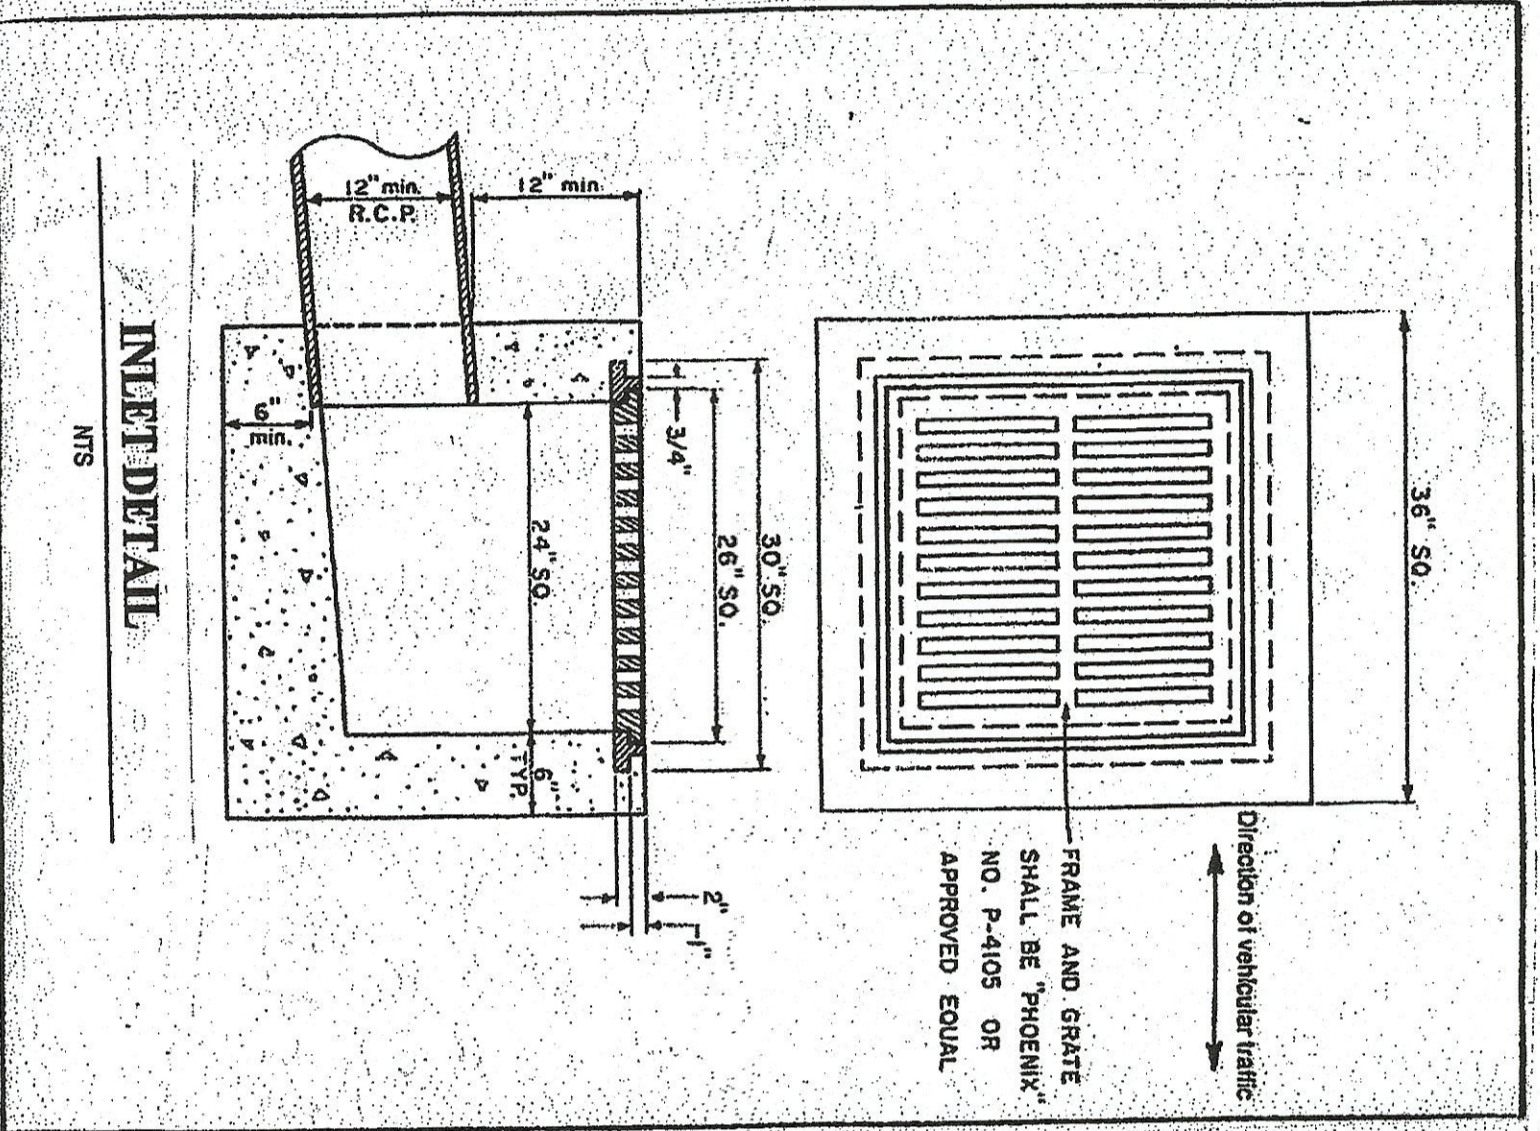 36" SQ.
Direction of vehicular traffic
FRAME AND GRATE
SHALL BE "PHOENIX"
NO. P-4105 OR
APPROVED EQUAL
30" SQ.
26" SQ.
3/4"
1"
2"
12" min.
12" min.
R.C.P.
24" SQ.
6"
TYP.
6"
min.
INLET DETAIL
NTS